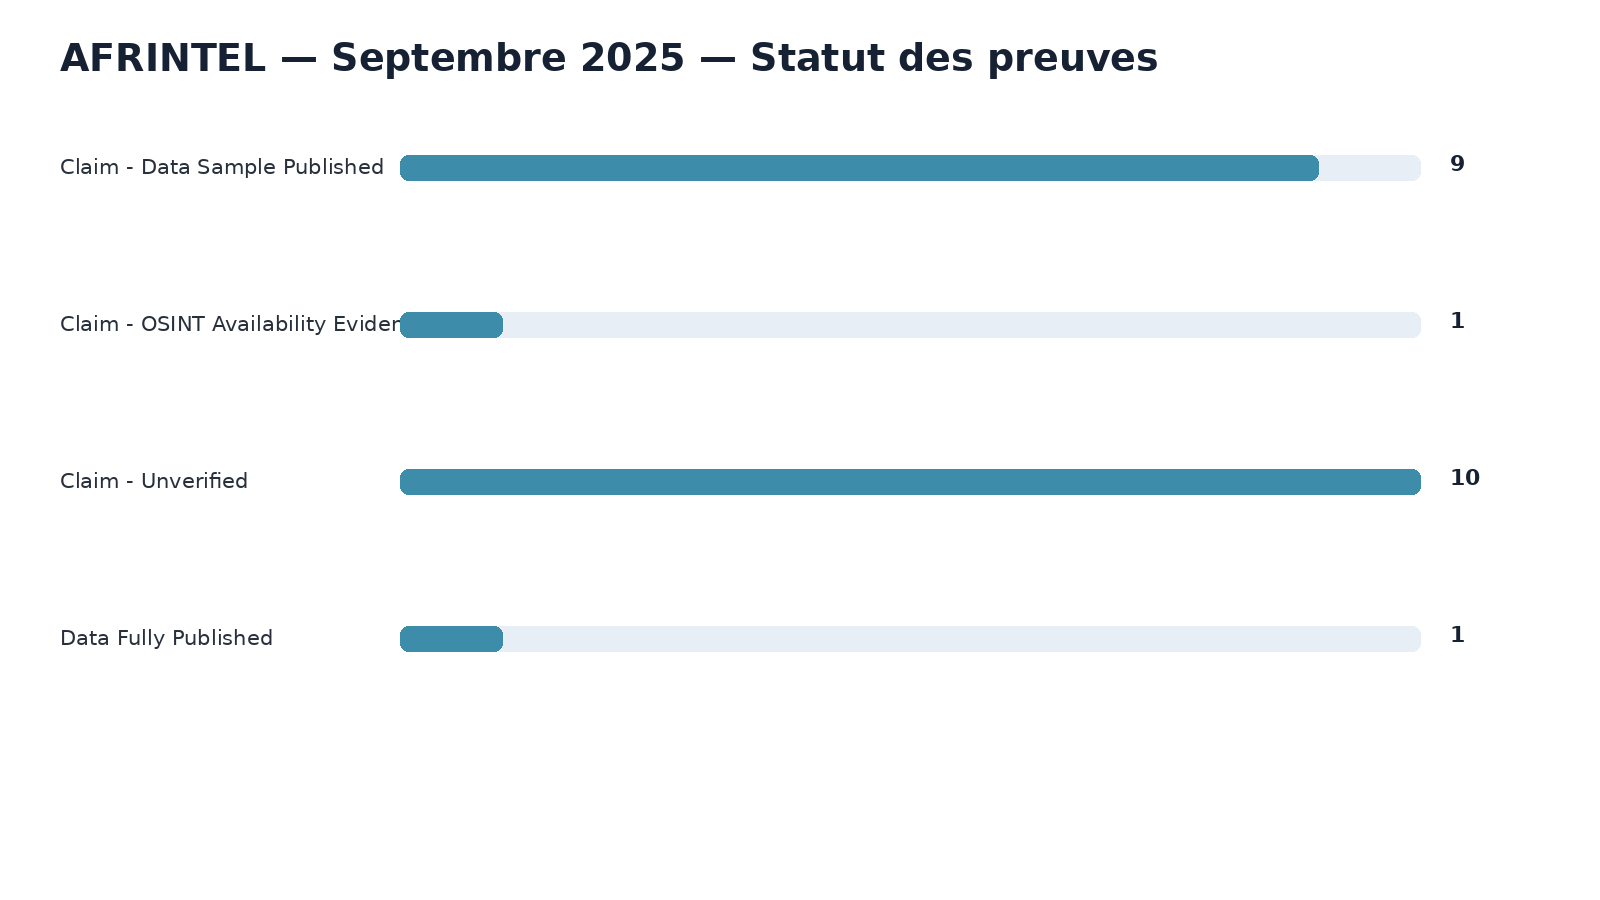 AFRINTEL — Septembre 2025 — Statut des preuves
Claim - Data Sample Published 9
Claim - OSINT Availability 1
Claim - Unverified 10
Data Fully Published 1